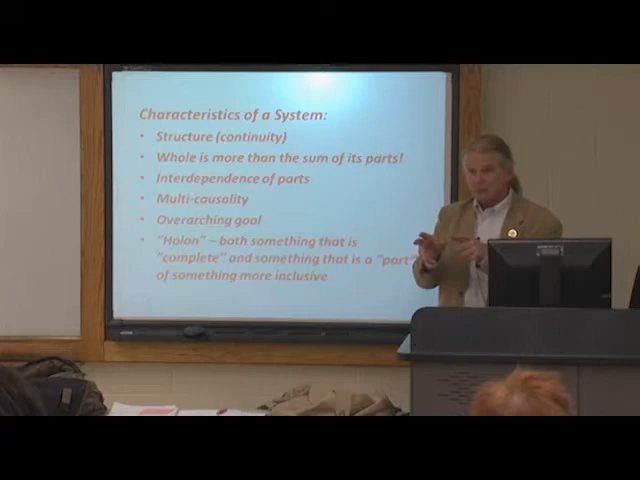 Characteristics of a System:
• Structure (continuity)
• Whole is more than the sum of its parts!
• Interdependence of parts
• Multi-causality
• Overarching goal
• "Holon" – both something that is
"complete" and something that is a "part"
of something more inclusive